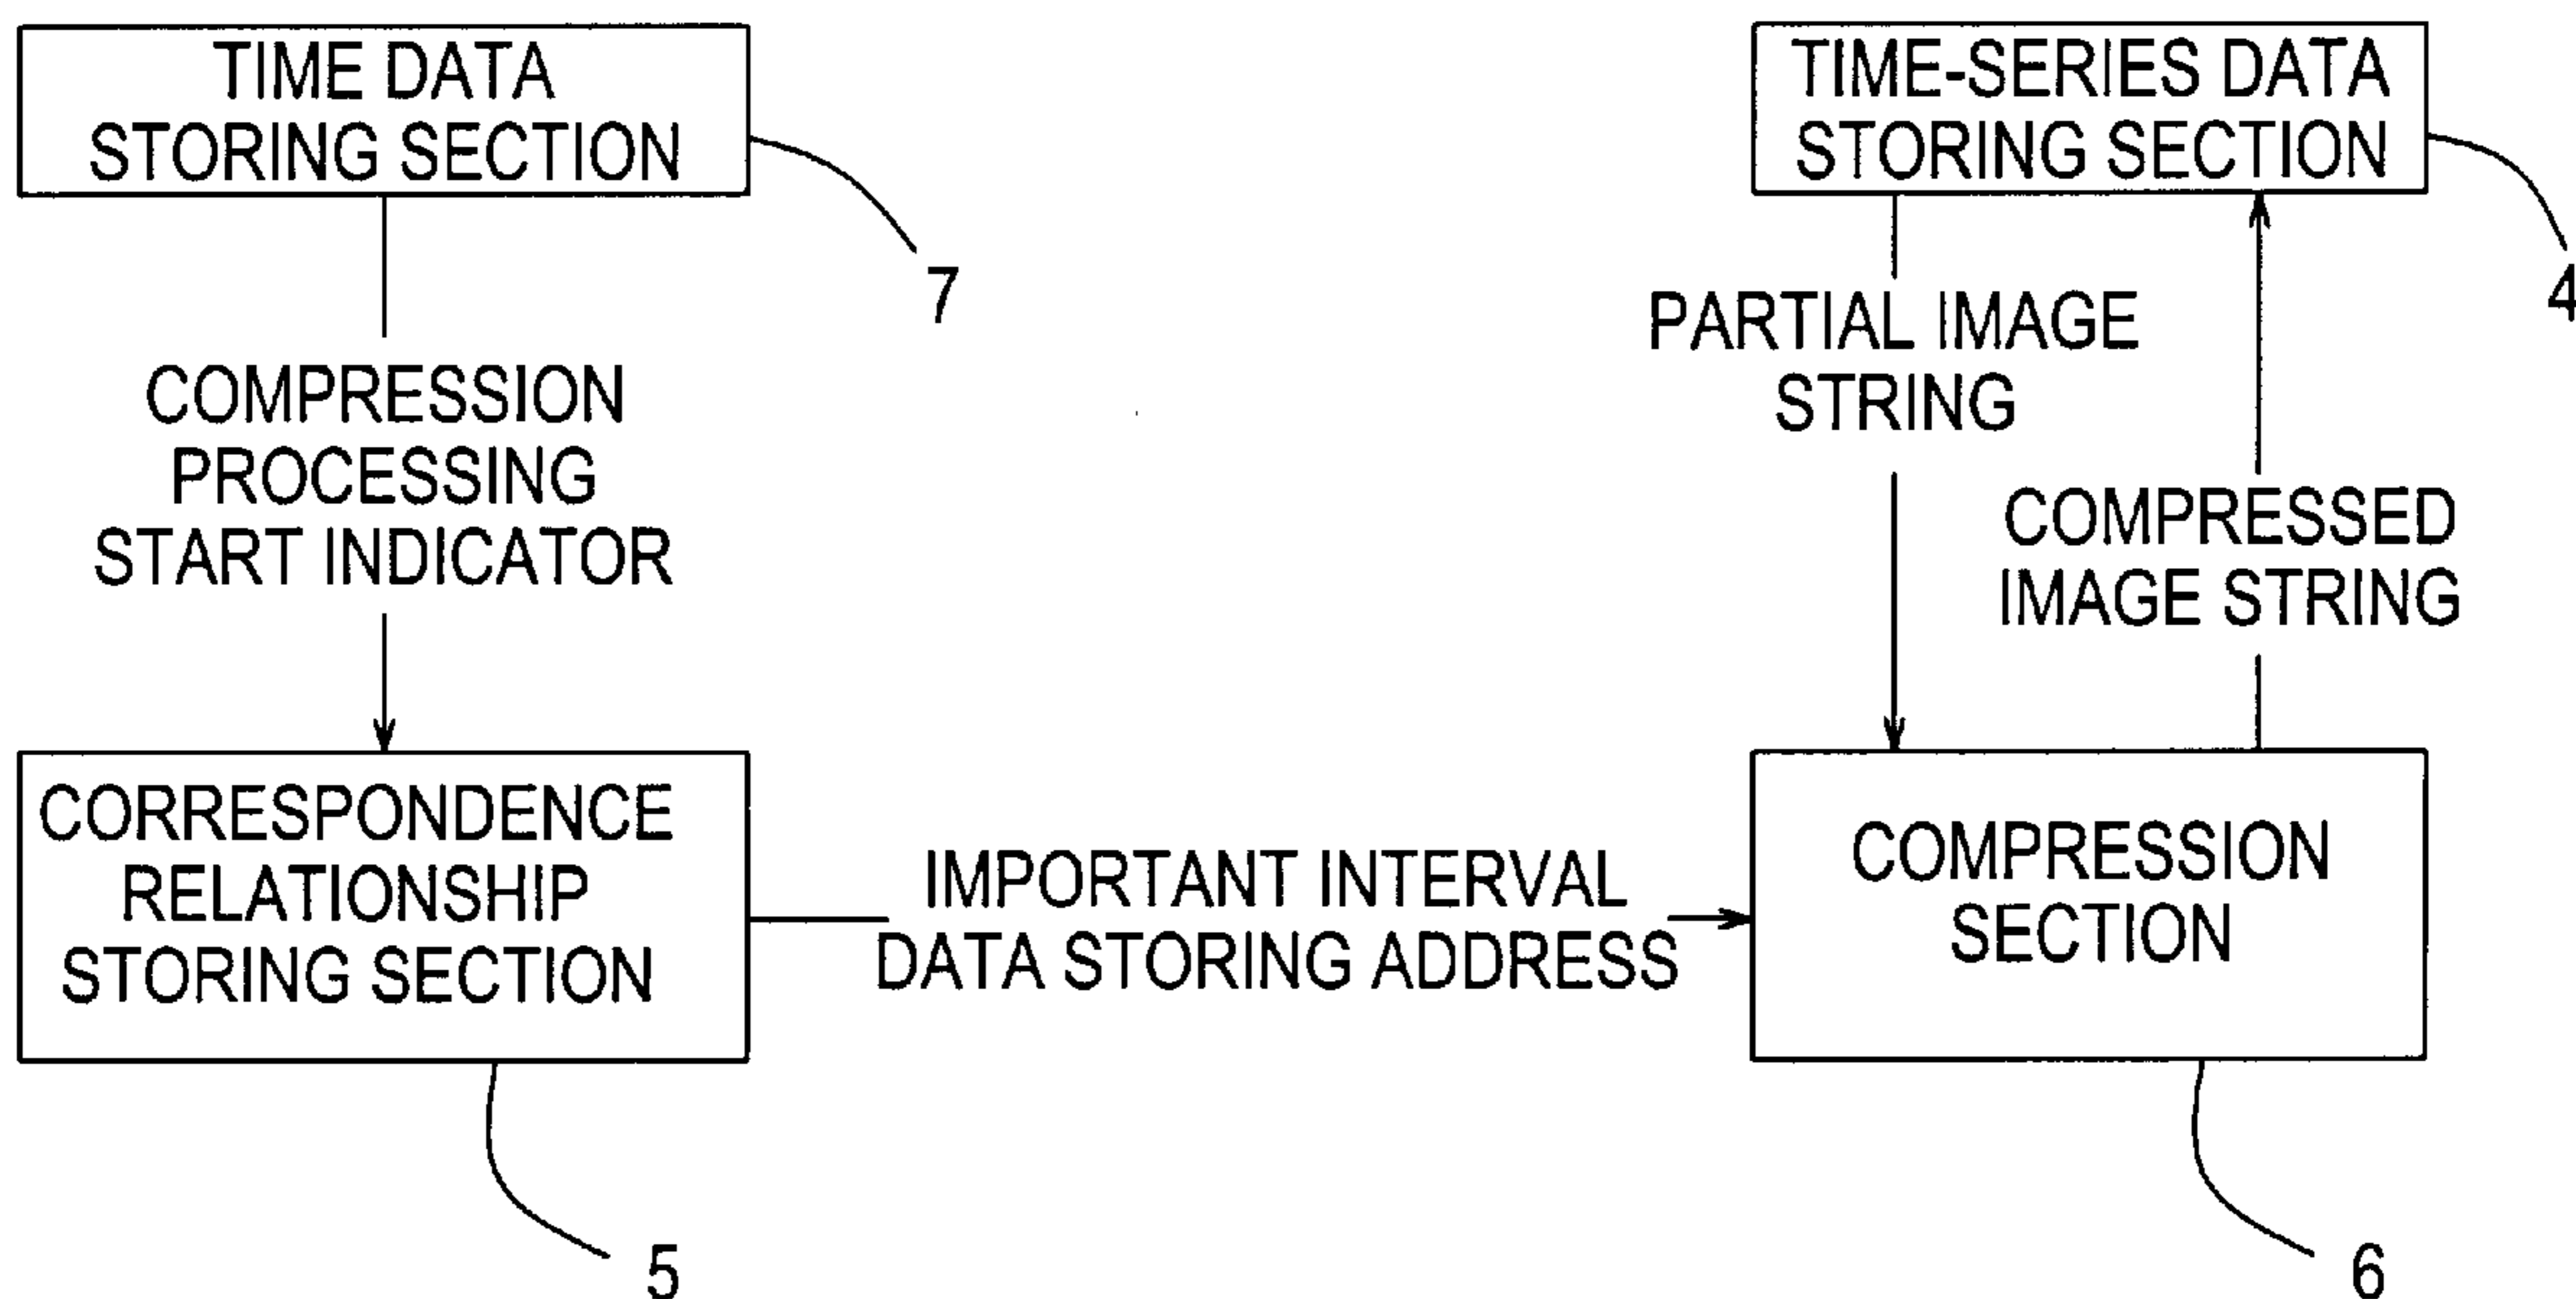 TIME DATA
STORING SECTION
7
TIME-SERIES DATA
STORING SECTION
4
COMPRESSION
PROCESSING
START INDICATOR
PARTIAL IMAGE
STRING
COMPRESSED
IMAGE STRING
CORRESPONDENCE
RELATIONSHIP
STORING SECTION
5
IMPORTANT INTERVAL
DATA STORING ADDRESS
COMPRESSION
SECTION
6